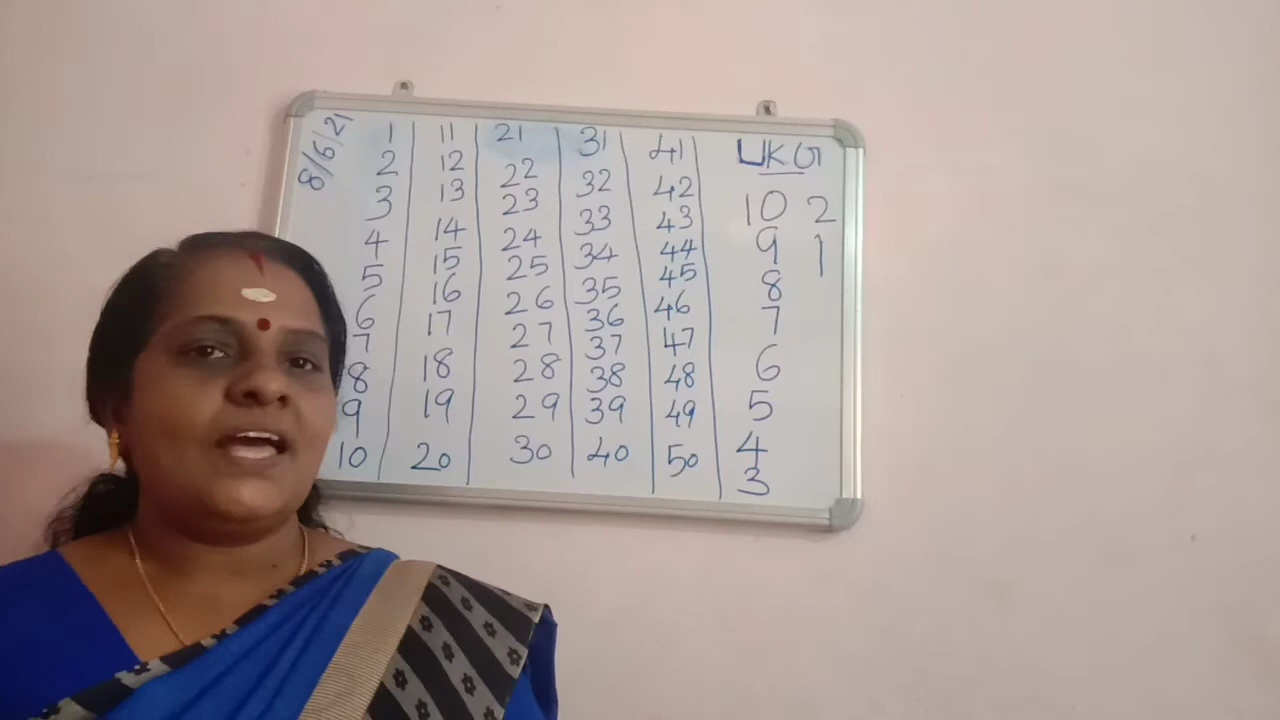 8/6/21
1 11 21 31 41 UKG
2 12 22 32 42 10 2
3 13 23 33 43 9 1
4 14 24 34 44 8
5 15 25 35 45 7
6 16 26 36 46 6
7 17 27 37 47 5
8 18 28 38 48 4
9 19 29 39 49 3
10 20 30 40 50